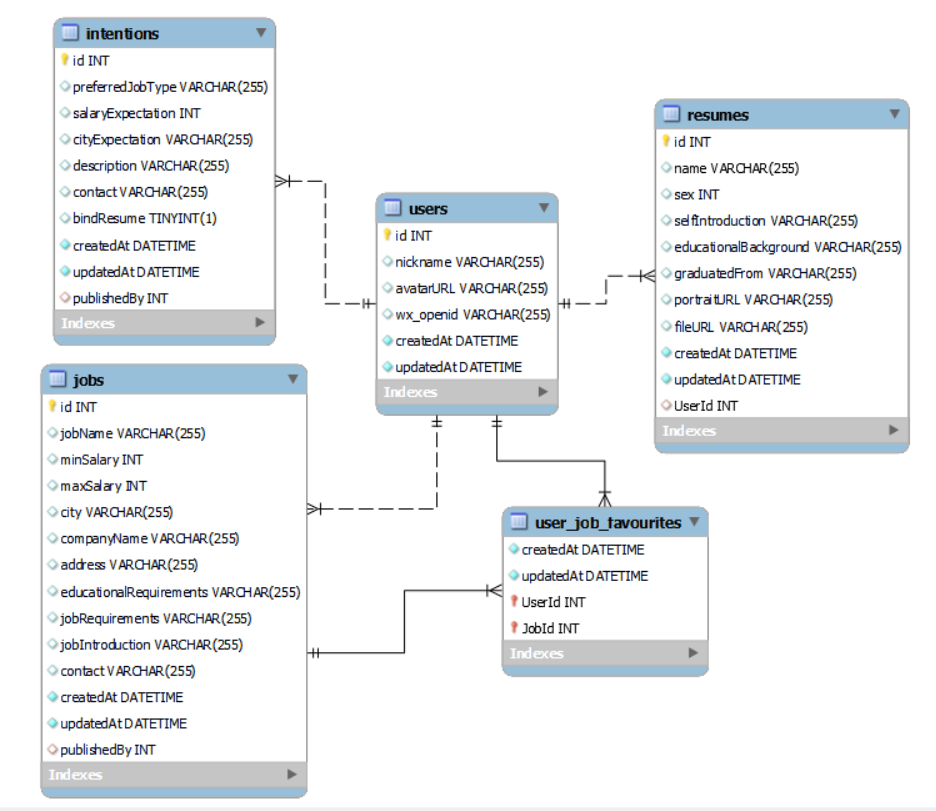 intentions
id INT
preferredJobType VARCHAR(255)
salaryExpectation INT
cityExpectation VARCHAR(255)
description VARCHAR(255)
contact VARCHAR(255)
bindResume TINYINT(1)
createdAt DATETIME
updatedAt DATETIME
publishedBy INT
Indexes
jobs
id INT
jobName VARCHAR(255)
minSalary INT
maxSalary INT
city VARCHAR(255)
companyName VARCHAR(255)
address VARCHAR(255)
educationalRequirements VARCHAR(255)
jobRequirements VARCHAR(255)
jobIntroduction VARCHAR(255)
contact VARCHAR(255)
createdAt DATETIME
updatedAt DATETIME
publishedBy INT
Indexes
users
id INT
nickname VARCHAR(255)
avatarURL VARCHAR(255)
wx_openid VARCHAR(255)
createdAt DATETIME
updatedAt DATETIME
Indexes
resumes
id INT
name VARCHAR(255)
sex INT
selfIntroduction VARCHAR(255)
educationalBackground VARCHAR(255)
graduatedFrom VARCHAR(255)
portraitURL VARCHAR(255)
fileURL VARCHAR(255)
createdAt DATETIME
updatedAt DATETIME
UserId INT
Indexes
user_job_tavourites
createdAt DATETIME
updatedAt DATETIME
UserId INT
JobId INT
Indexes